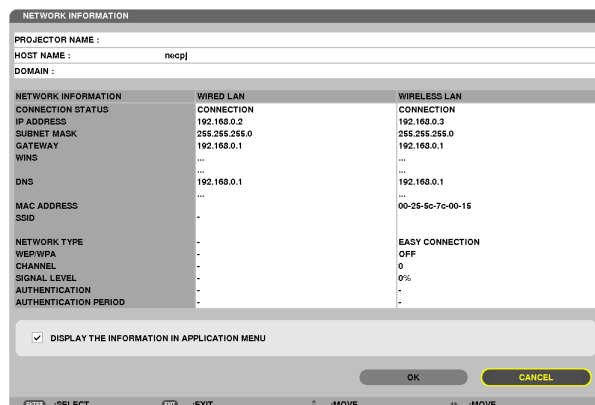 NETWORK INFORMATION
PROJECTOR NAME :
HOST NAME : necpj
DOMAIN :
NETWORK INFORMATION WIRED LAN WIRELESS LAN
CONNECTION STATUS CONNECTION CONNECTION
IP ADDRESS 192.168.0.2 192.168.0.3
SUBNET MASK 255.255.255.0 255.255.255.0
GATEWAY 192.168.0.1 192.168.0.1
WINS ... ...
... ...
DNS 192.168.0.1 192.168.0.1
... ...
MAC ADDRESS 00-25-5c-7c-00-15
SSID -
NETWORK TYPE - EASY CONNECTION
WEP/WPA - OFF
CHANNEL - 0
SIGNAL LEVEL - 0%
AUTHENTICATION - -
AUTHENTICATION PERIOD - -
DISPLAY THE INFORMATION IN APPLICATION MENU
OK CANCEL
ENTER :SELECT EXIT :EXIT :MOVE :MOVE